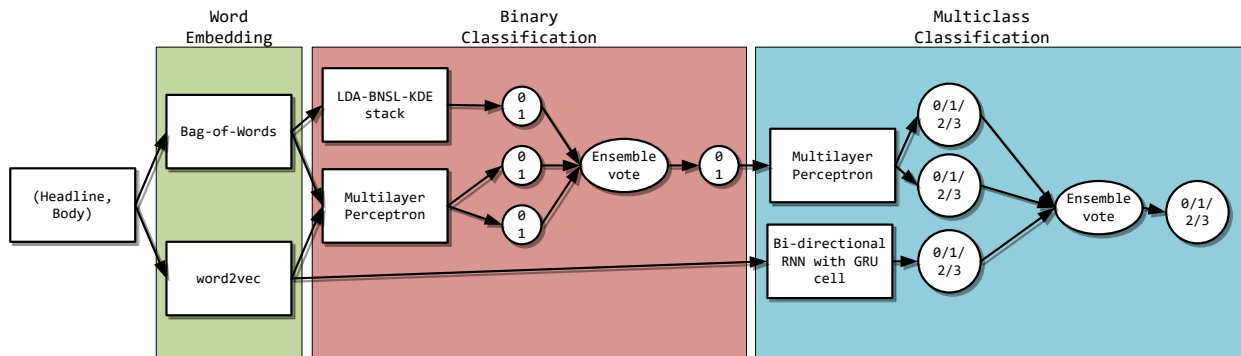 Word
Embedding
Binary
Classification
Multiclass
Classification
(Headline,
Body)
Bag-of-Words
word2vec
LDA-BNSL-KDE
stack
Multilayer
Perceptron
0
1
0
1
0
1
Ensemble
vote
0
1
Multilayer
Perceptron
Bi-directional
RNN with GRU
cell
0/1/
2/3
0/1/
2/3
0/1/
2/3
Ensemble
vote
0/1/
2/3